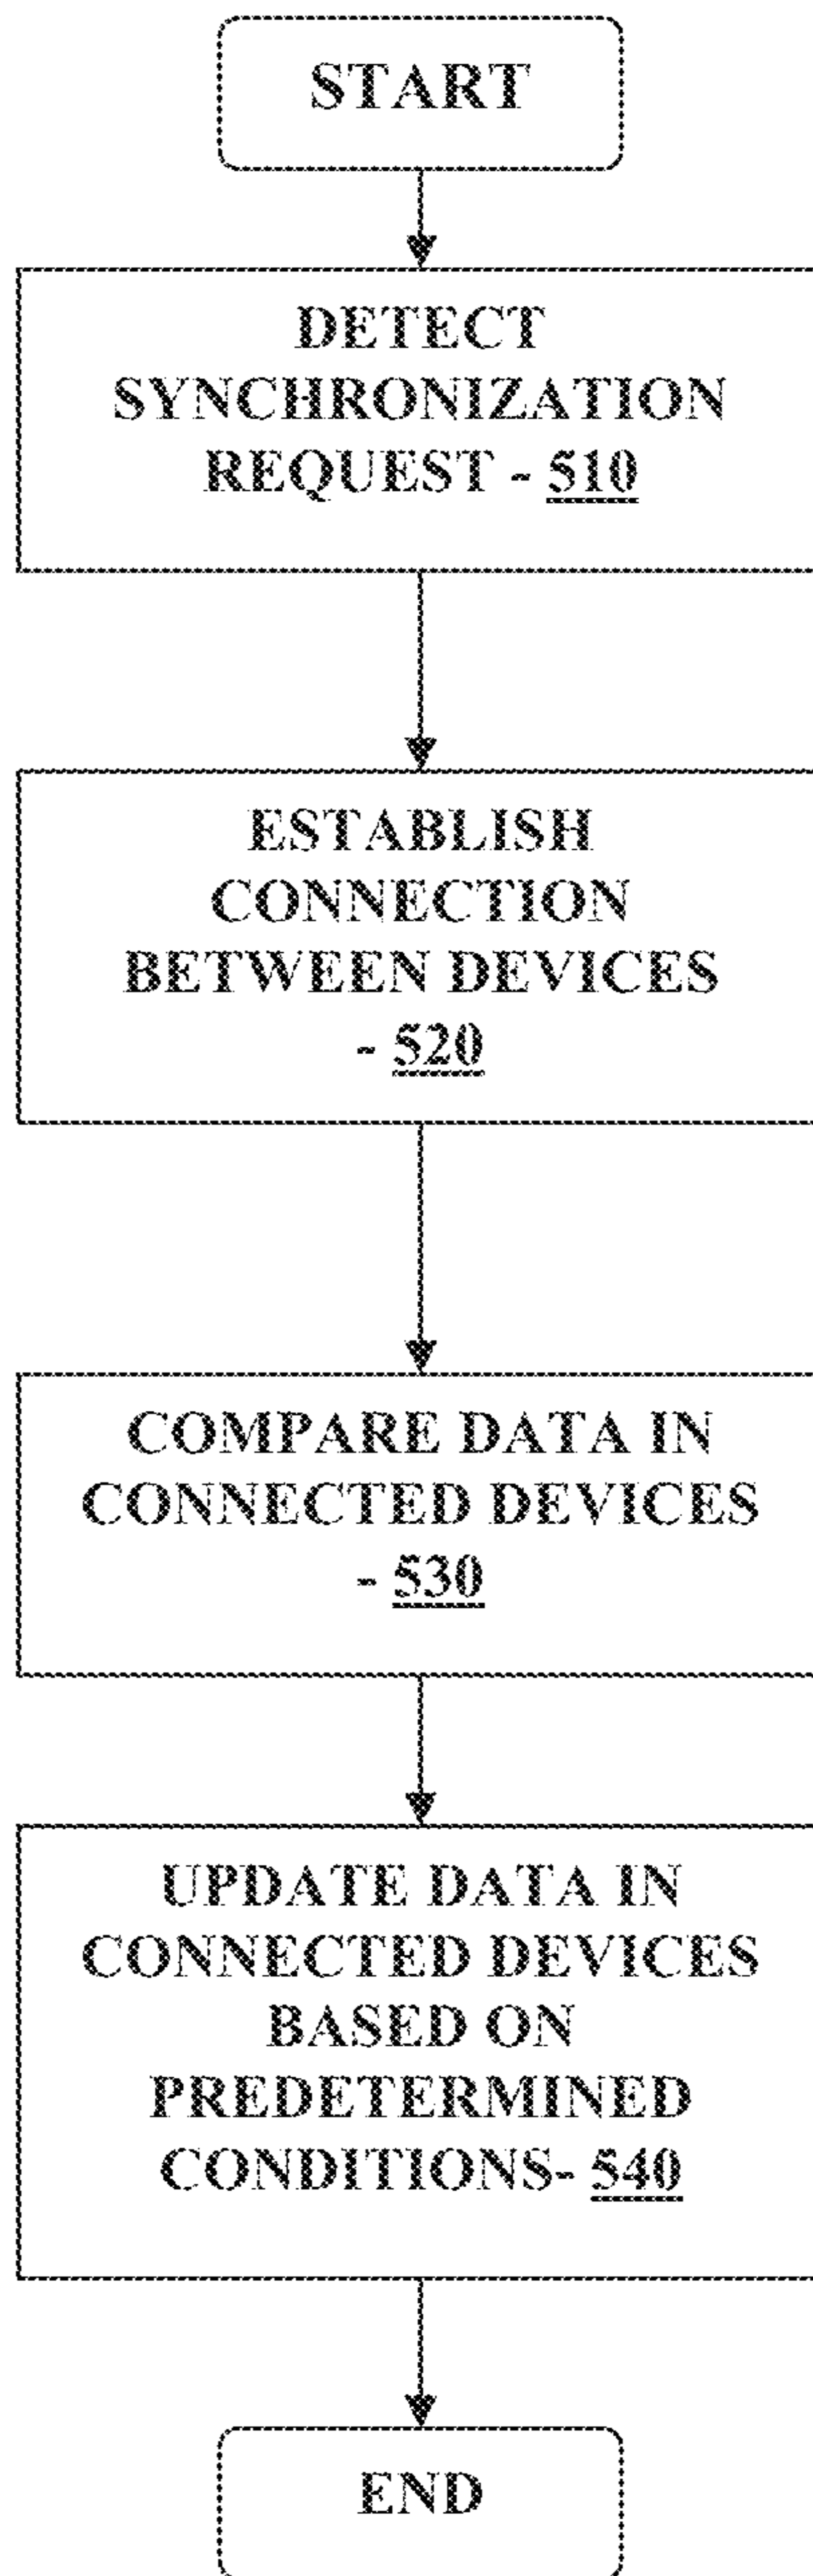 START
DETECT
SYNCHRONIZATION
REQUEST - 510
ESTABLISH
CONNECTION
BETWEEN DEVICES
- 520
COMPARE DATA IN
CONNECTED DEVICES
- 530
UPDATE DATA IN
CONNECTED DEVICES
BASED ON
PREDETERMINED
CONDITIONS- 540
END